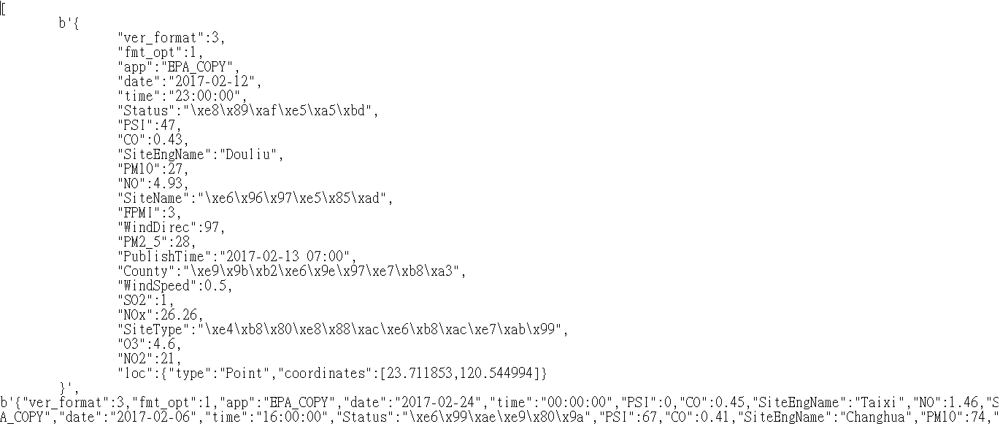 [
b'{
"ver_format":3,
"fmt_opt":1,
"app":"EPA_COPY",
"date":"2017-02-12",
"time":"23:00:00",
"Status":"\xe8\x89\xaf\xe5\xa5\xbd",
"PSI":47,
"CO":0.43,
"SiteEngName":"Douliu",
"PM10":27,
"NO":4.93,
"SiteName":"\xe6\x96\x97\xe5\x85\xad",
"FPMI":3,
"WindDirec":97,
"PM2_5":28,
"PublishTime":"2017-02-13 07:00",
"County":"\xe9\x9b\xb2\xe6\x9e\x97\xe7\xb8\xa3",
"WindSpeed":0.5,
"SO2":1,
"NOx":26.26,
"SiteType":"\xe4\xb8\x80\xe8\x88\xac\xe6\xb8\xac\xe7\xab\x99",
"O3":4.6,
"NO2":21,
"loc":{"type":"Point","coordinates":[23.711853,120.544994]}
}',
b'{"ver_format":3,"fmt_opt":1,"app":"EPA_COPY","date":"2017-02-24","time":"00:00:00","PSI":0,"CO":0.45,"SiteEngName":"Taixi","NO":1.46,"S
A_COPY","date":"2017-02-06","time":"16:00:00","Status":"\xe6\x99\xae\xe9\x80\x9a","PSI":67,"CO":0.41,"SiteEngName":"Changhua","PM10":74,